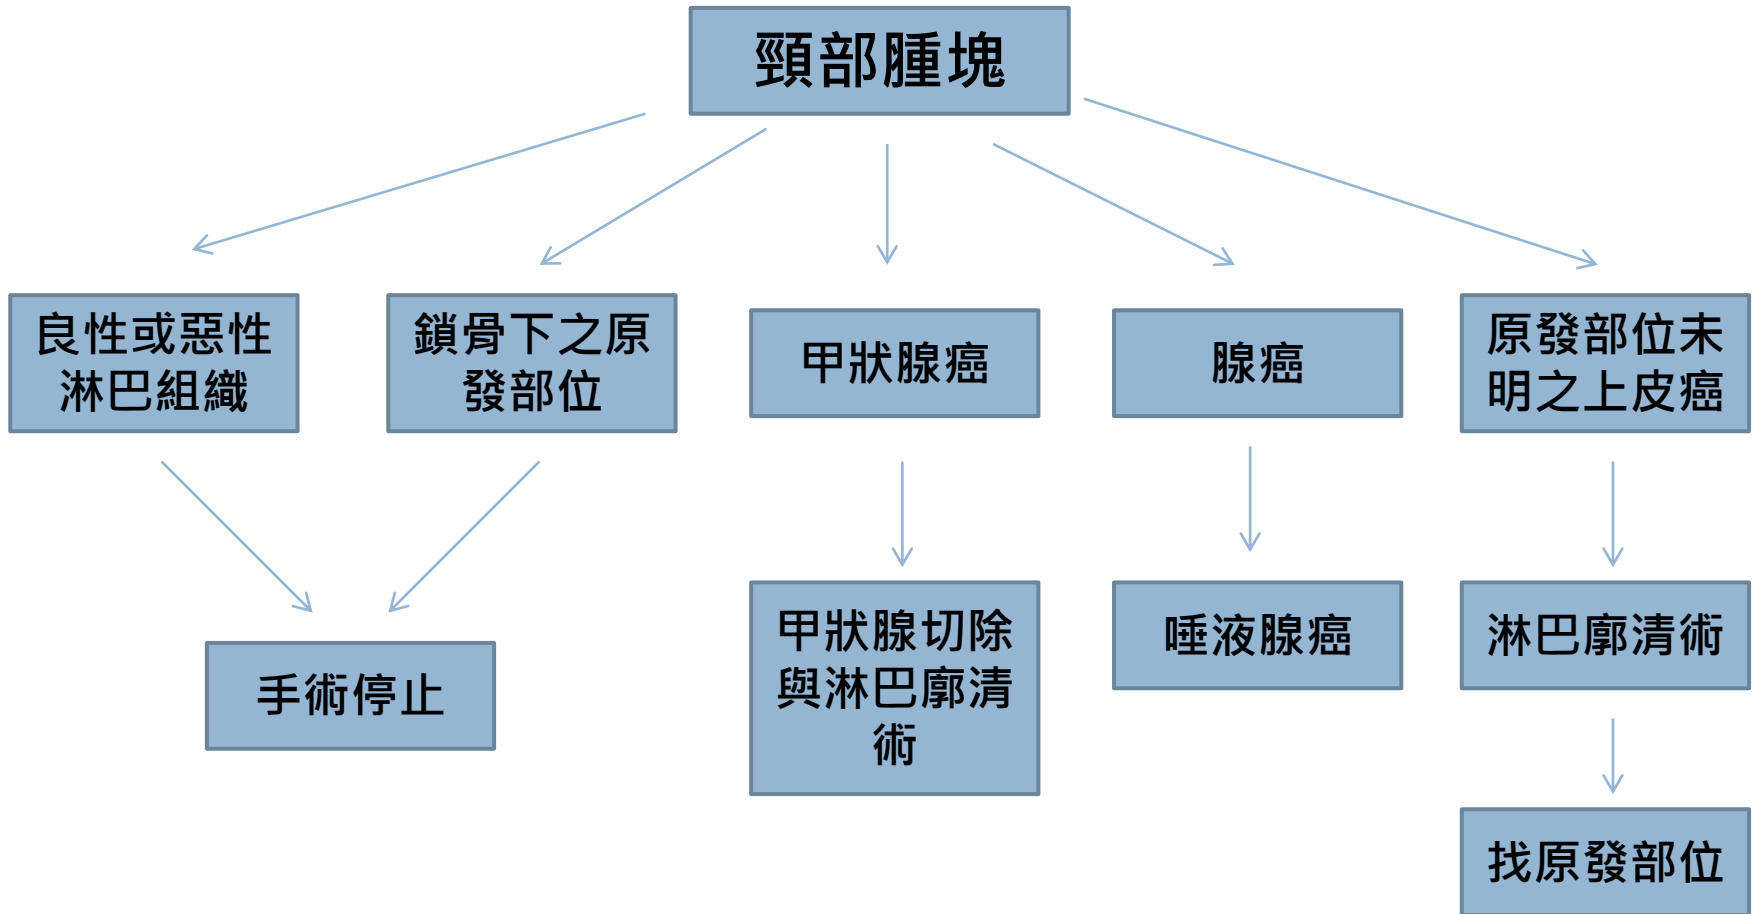 頸部腫塊
良性或惡性
淋巴組織
鎖骨下之原
發部位
甲狀腺癌
腺癌
原發部位未
明之上皮癌
手術停止
甲狀腺切除
與淋巴廓清
術
唾液腺癌
淋巴廓清術
找原發部位